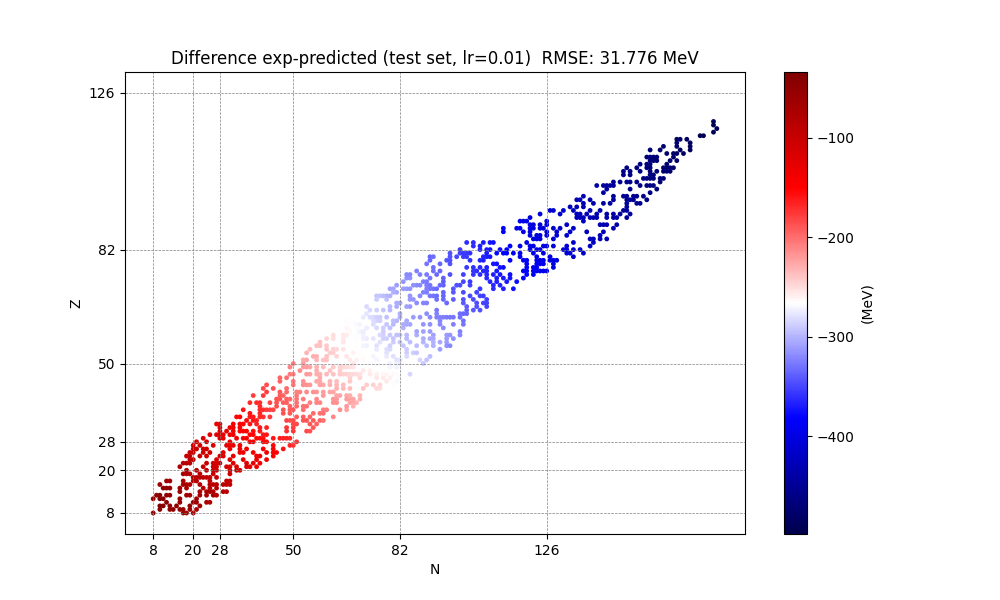 Difference exp-predicted (test set, lr=0.01)  RMSE: 31.776 MeV
126
82
50
28
20
8
Z
8 20 28 50 82 126
N
−100
−200
−300
−400
(MeV)